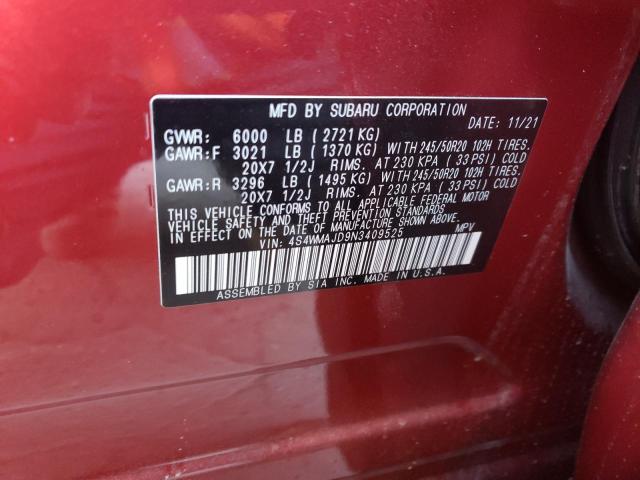 MFD BY SUBARU CORPORATION
DATE: 11/21
GVWR: 6000 LB ( 2721 KG)
GAWR:F 3021 LB ( 1370 KG) WITH 245/50R20 102H TIRES.
20X7 1/2J RIMS. AT 230 KPA ( 33 PSI) COLD
GAWR:R 3296 LB ( 1495 KG) WITH 245/50R20 102H TIRES.
20X7 1/2J RIMS. AT 230 KPA ( 33 PSI) COLD
THIS VEHICLE CONFORMS TO ALL APPLICABLE FEDERAL MOTOR
VEHICLE SAFETY STANDARDS IN EFFECT ON THE DATE OF
MANUFACTURE SHOWN ABOVE.
VIN: 4S4WMAJD9N3409525 MPV
ASSEMBLED BY SIA INC. MADE IN U.S.A.